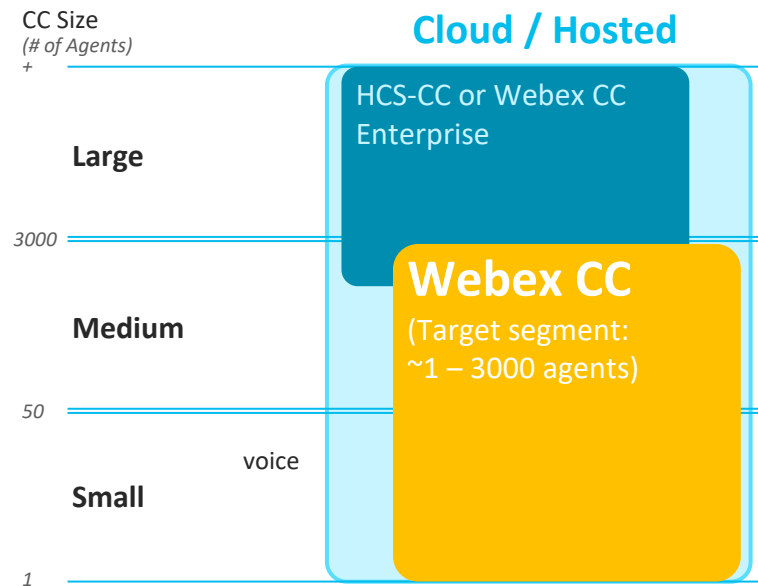 CC Size
(# of Agents)
+
Cloud / Hosted
HCS-CC or Webex CC
Enterprise
Large
3000
Webex CC
(Target segment:
~1 – 3000 agents)
Medium
50
voice
Small
1